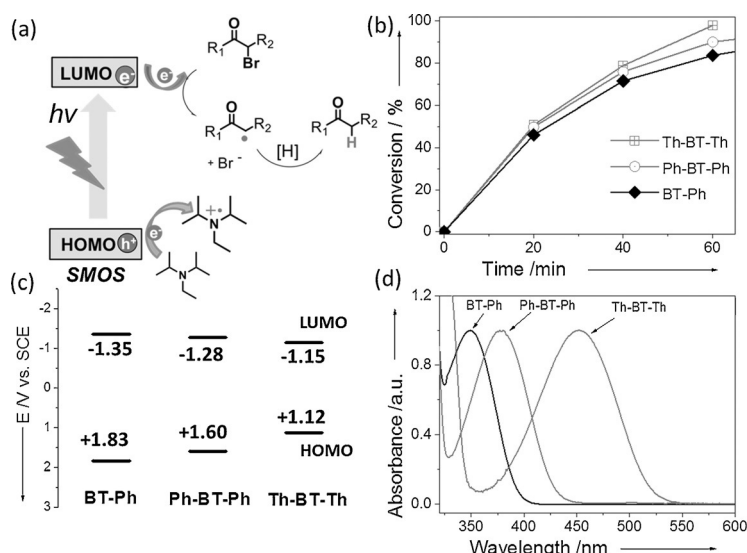 (a)
O
R₁ R₂
Br
LUMO e⁻
e⁻
hv
O
R₁ R₂
+ Br⁻
[H]
O
R₁ R₂
H
+•
N
HOMO h⁺
e⁻
SMOS
N
(b)
Conversion / %
100
80
60
40
20
0
Th-BT-Th
Ph-BT-Ph
BT-Ph
0 20 40 60
Time /min
(c)
E /V vs. SCE
-2
-1
0
1
2
3
LUMO
-1.35 -1.28 -1.15
+1.83 +1.60 +1.12
HOMO
BT-Ph Ph-BT-Ph Th-BT-Th
(d)
Absorbance /a.u.
1.2
0.8
0.4
0.0
BT-Ph Ph-BT-Ph Th-BT-Th
350 400 450 500 550 600
Wavelength /nm